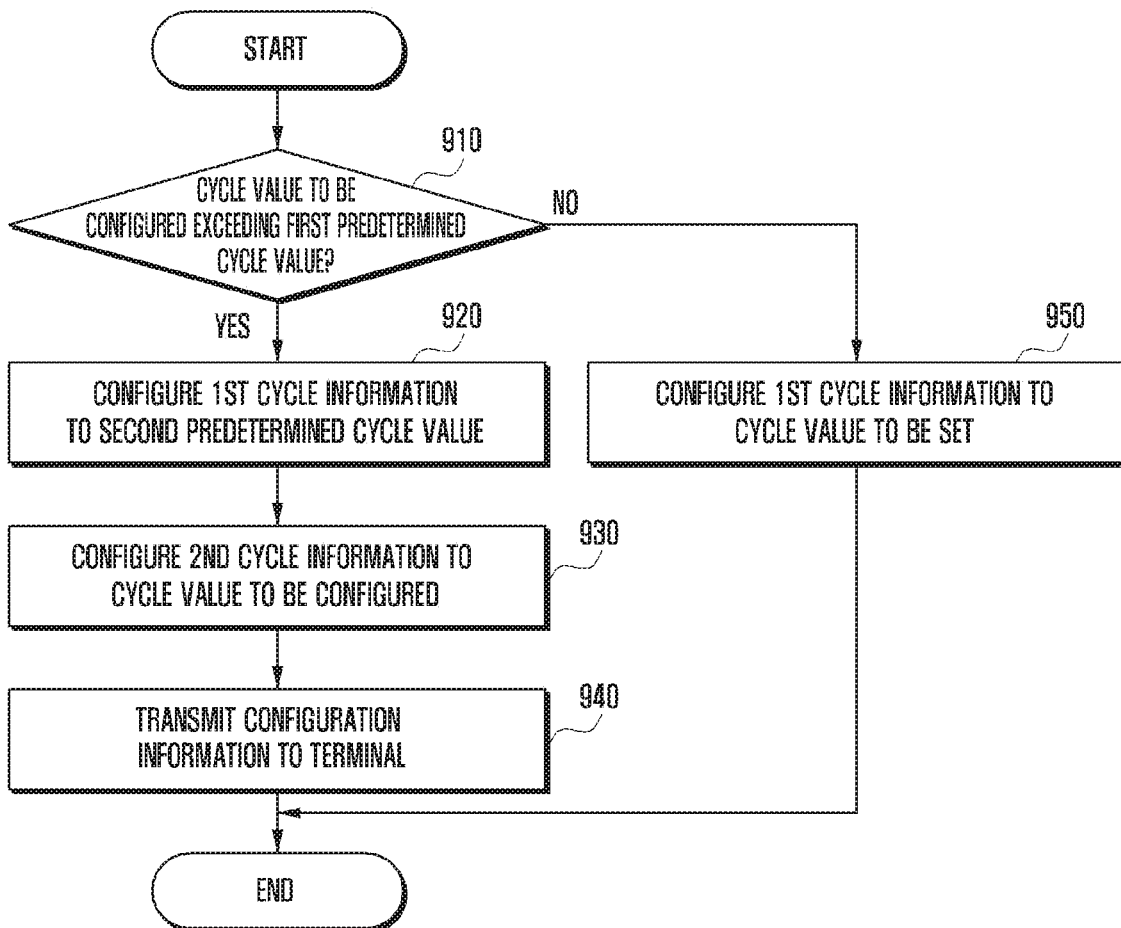 START
910
CYCLE VALUE TO BE
CONFIGURED EXCEEDING FIRST PREDETERMINED
CYCLE VALUE?
NO
YES
920
CONFIGURE 1ST CYCLE INFORMATION
TO SECOND PREDETERMINED CYCLE VALUE
950
CONFIGURE 1ST CYCLE INFORMATION TO
CYCLE VALUE TO BE SET
930
CONFIGURE 2ND CYCLE INFORMATION TO
CYCLE VALUE TO BE CONFIGURED
940
TRANSMIT CONFIGURATION
INFORMATION TO TERMINAL
END